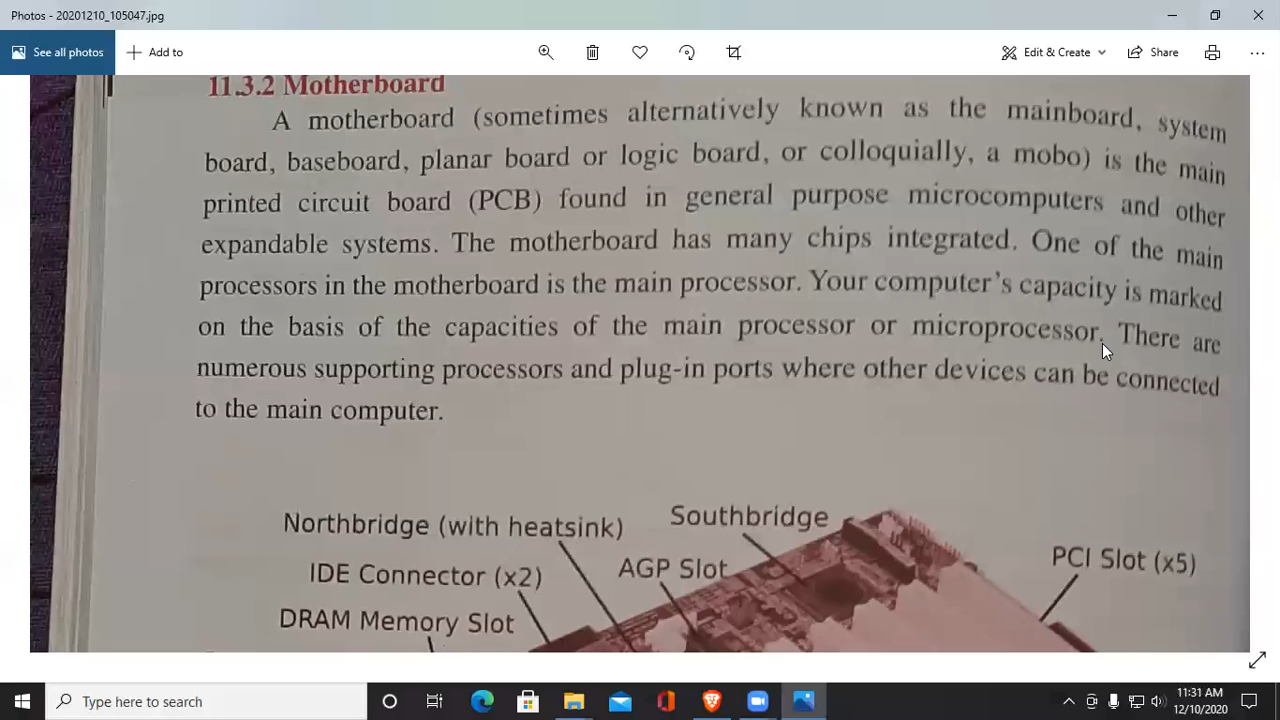 Photos - 20201210_105047.jpg
See all photos
Add to
Edit & Create
Share
11.3.2 Motherboard
A motherboard (sometimes alternatively known as the mainboard, system
board, baseboard, planar board or logic board, or colloquially, a mobo) is the main
printed circuit board (PCB) found in general purpose microcomputers and other
expandable systems. The motherboard has many chips integrated. One of the main
processors in the motherboard is the main processor. Your computer's capacity is marked
on the basis of the capacities of the main processor or microprocessor. There are
numerous supporting processors and plug-in ports where other devices can be connected
to the main computer.
Southbridge
Northbridge (with heatsink)
PCI Slot (x5)
AGP Slot
IDE Connector (x2)
DRAM Memory Slot
Type here to search
11:31 AM
12/10/2020